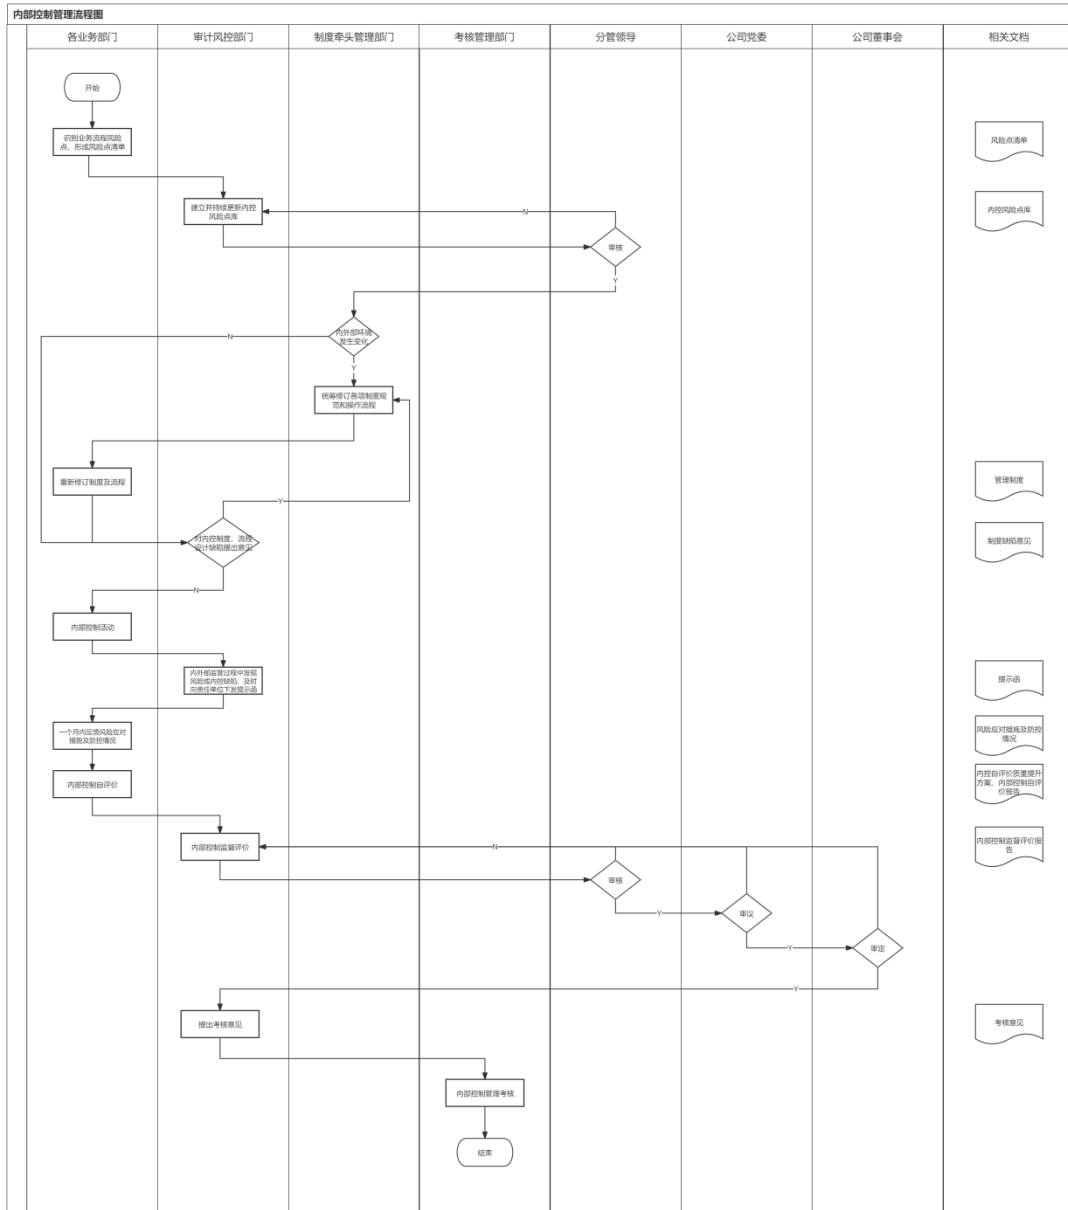 内部控制管理流程图
各业务部门
审计风控部门
制度牵头管理部门
考核管理部门
分管领导
公司党委
公司董事会
相关文档
开始
识别业务流程风险
点、形成风险点清单
风险点清单
建立并持续更新内控
风险点库
N
内控风险点库
审核
Y
内外部环境
发生变化
N
Y
统筹修订各项制度规
范和操作流程
重新修订制度及流程
管理制度
Y
对内控制度、流程
设计缺陷提出意见
制度缺陷意见
N
内部控制活动
内外部监管过程中发现
风险或内控缺陷，及时
向责任单位下发提示函
提示函
一个月内反馈风险应对
措施及防控情况
风险应对措施及防控
情况
内部控制自评价
内控自评价质量提升
方案、内部控制自评
价报告
内部控制监督评价
N
内部控制监督评价报
告
审核
Y
审议
Y
审定
Y
提出考核意见
考核意见
内部控制管理考核
结束